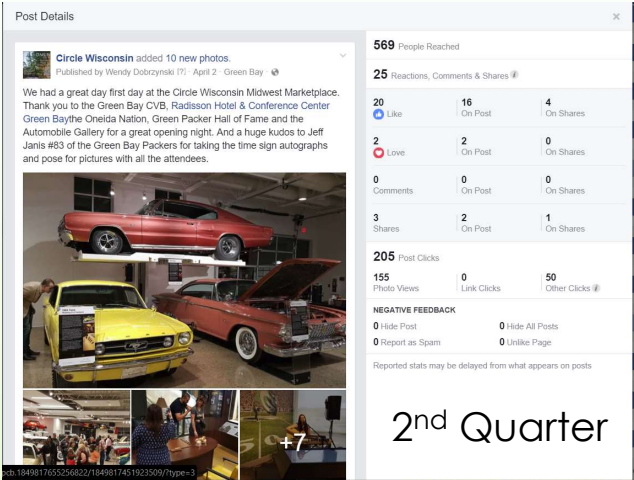 Post Details ×
Circle Wisconsin added 10 new photos.
Published by Wendy Dobrzynski [?] · April 2 · Green Bay ·
We had a great day first day at the Circle Wisconsin Midwest Marketplace.
Thank you to the Green Bay CVB, Radisson Hotel & Conference Center
Green Baythe Oneida Nation, Green Packer Hall of Fame and the
Automobile Gallery for a great opening night. And a huge kudos to Jeff
Janis #83 of the Green Bay Packers for taking the time sign autographs
and pose for pictures with all the attendees.
+7
pcb.1849817655256822/1849817451923509/?type=3
569 People Reached
25 Reactions, Comments & Shares i
20 16 4
Like On Post On Shares
2 2 0
Love On Post On Shares
0 0 0
Comments On Post On Shares
3 2 1
Shares On Post On Shares
205 Post Clicks
155 0 50
Photo Views Link Clicks Other Clicks i
NEGATIVE FEEDBACK
0 Hide Post 0 Hide All Posts
0 Report as Spam 0 Unlike Page
Reported stats may be delayed from what appears on posts
2nd Quarter